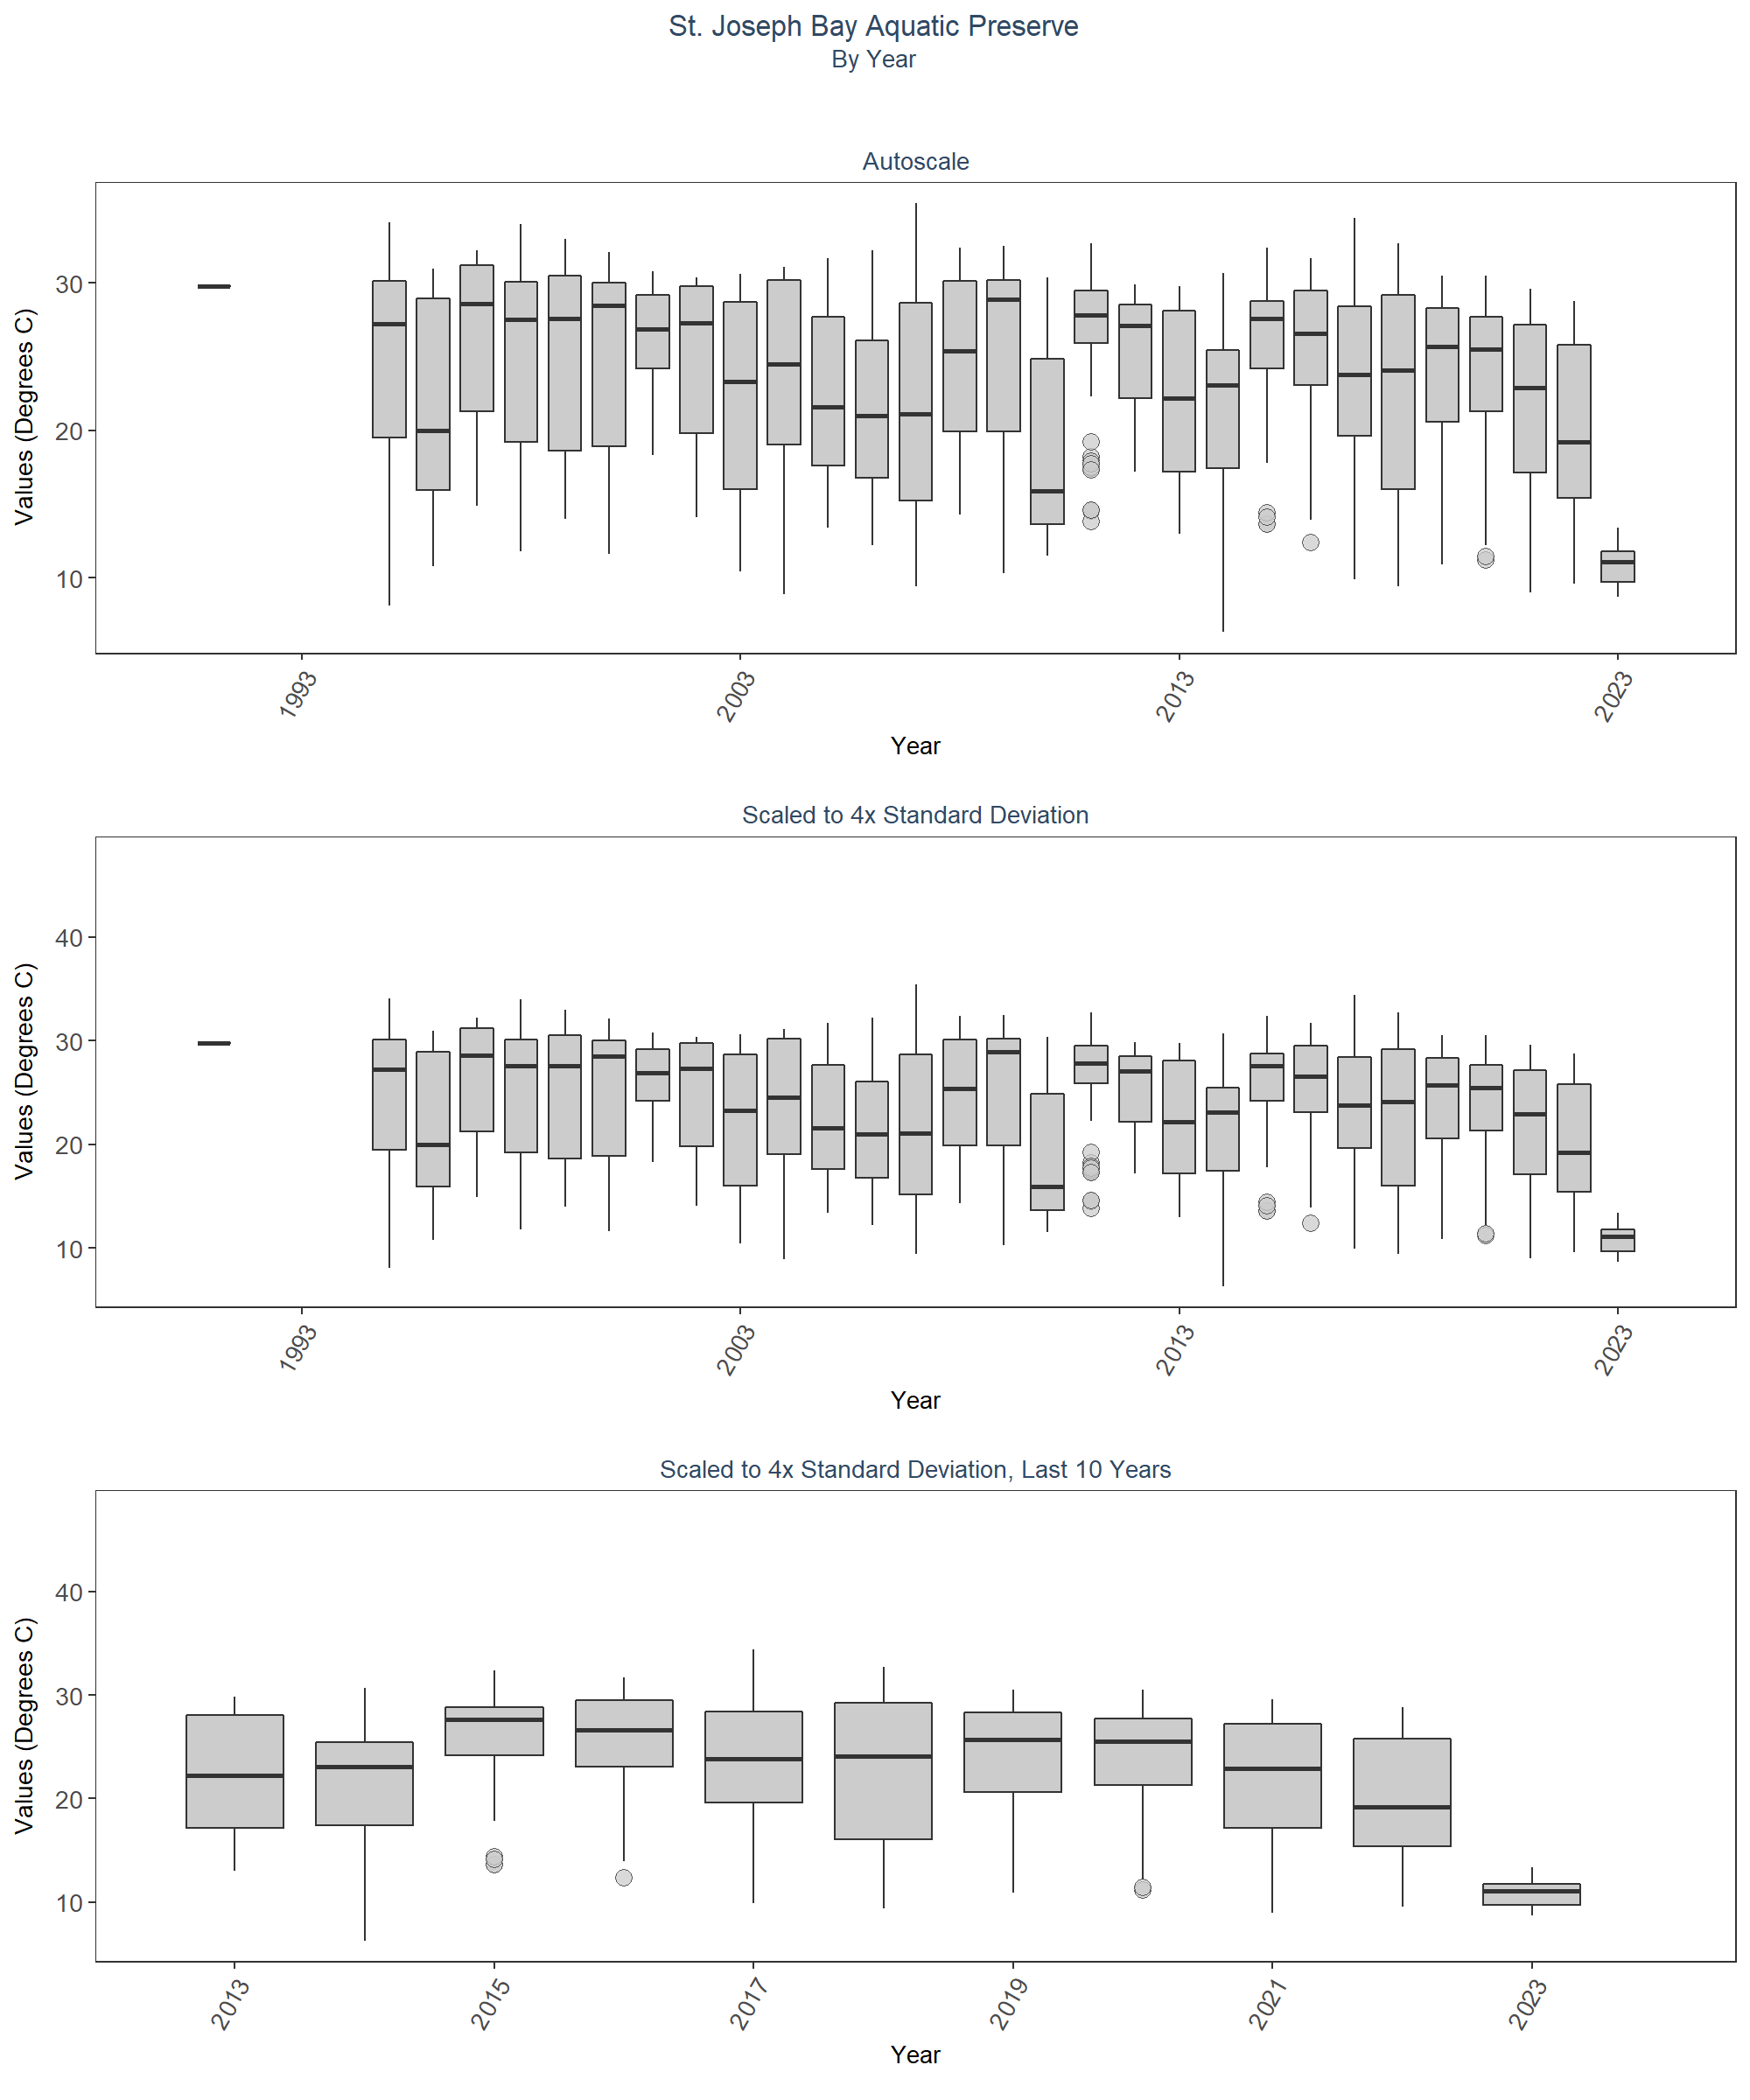 St. Joseph Bay Aquatic Preserve
By Year
Autoscale
Values (Degrees C)
30
20
10
1993
2003
2013
2023
Year
Scaled to 4x Standard Deviation
Values (Degrees C)
40
30
20
10
1993
2003
2013
2023
Year
Scaled to 4x Standard Deviation, Last 10 Years
Values (Degrees C)
40
30
20
10
2013
2015
2017
2019
2021
2023
Year